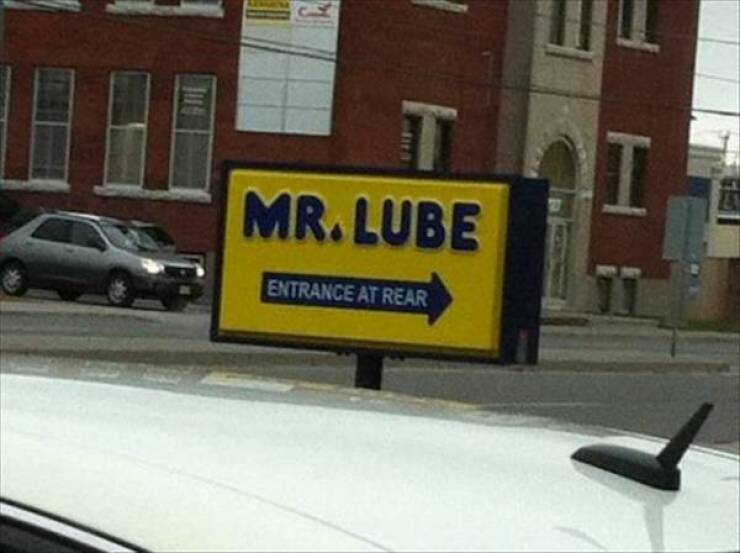 MR. LUBE
ENTRANCE AT REAR